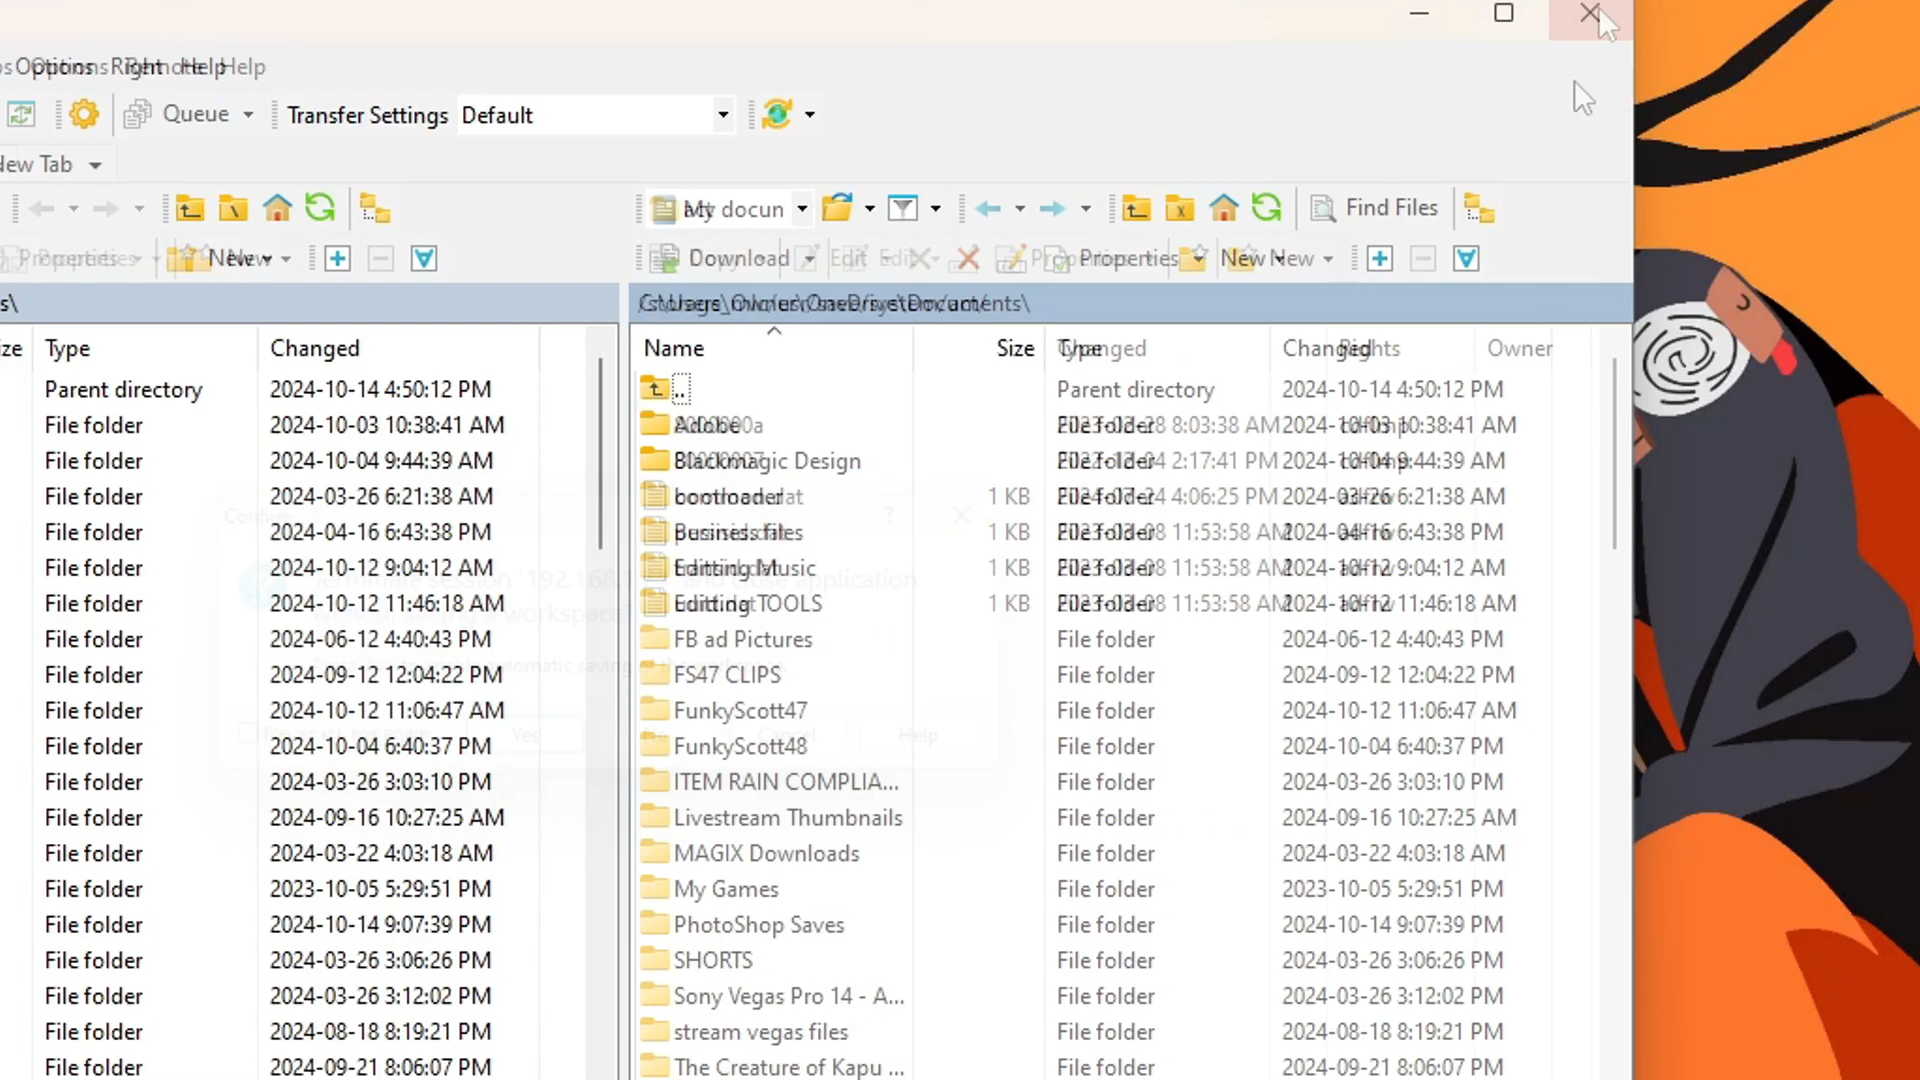 Options Help
Queue Transfer Settings Default
New Tab
My docun Find Files
Properties New Download Edit Properties New
Type Changed Name Size Type Changed Rights Owner
Parent directory 2024-10-14 4:50:12 PM .. Parent directory 2024-10-14 4:50:12 PM
File folder 2024-10-03 10:38:41 AM Adobe File folder 2024-10-03 10:38:41 AM
File folder 2024-10-04 9:44:39 AM Blackmagic Design File folder 2024-10-04 9:44:39 AM
File folder 2024-03-26 6:21:38 AM bootloader 1 KB File folder 2024-03-26 6:21:38 AM
File folder 2024-04-16 6:43:38 PM Business files 1 KB File folder 2024-04-16 6:43:38 PM
File folder 2024-10-12 9:04:12 AM Editing Music 1 KB File folder 2024-10-12 9:04:12 AM
File folder 2024-10-12 11:46:18 AM Editing TOOLS 1 KB File folder 2024-10-12 11:46:18 AM
File folder 2024-06-12 4:40:43 PM FB ad Pictures File folder 2024-06-12 4:40:43 PM
File folder 2024-09-12 12:04:22 PM FS47 CLIPS File folder 2024-09-12 12:04:22 PM
File folder 2024-10-12 11:06:47 AM FunkyScott47 File folder 2024-10-12 11:06:47 AM
File folder 2024-10-04 6:40:37 PM FunkyScott48 File folder 2024-10-04 6:40:37 PM
File folder 2024-03-26 3:03:10 PM ITEM RAIN COMPLIA... File folder 2024-03-26 3:03:10 PM
File folder 2024-09-16 10:27:25 AM Livestream Thumbnails File folder 2024-09-16 10:27:25 AM
File folder 2024-03-22 4:03:18 AM MAGIX Downloads File folder 2024-03-22 4:03:18 AM
File folder 2023-10-05 5:29:51 PM My Games File folder 2023-10-05 5:29:51 PM
File folder 2024-10-14 9:07:39 PM PhotoShop Saves File folder 2024-10-14 9:07:39 PM
File folder 2024-03-26 3:06:26 PM SHORTS File folder 2024-03-26 3:06:26 PM
File folder 2024-03-26 3:12:02 PM Sony Vegas Pro 14 - A... File folder 2024-03-26 3:12:02 PM
File folder 2024-08-18 8:19:21 PM stream vegas files File folder 2024-08-18 8:19:21 PM
File folder 2024-09-21 8:06:07 PM The Creature of Kapu ... File folder 2024-09-21 8:06:07 PM